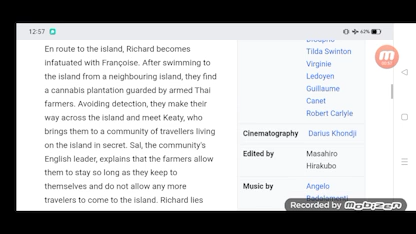 12:57
62%
En route to the island, Richard becomes
infatuated with Françoise. After swimming to
the island from a neighbouring island, they find
a cannabis plantation guarded by armed Thai
farmers. Avoiding detection, they make their
way across the island and meet Keaty, who
brings them to a community of travellers living
on the island in secret. Sal, the community's
English leader, explains that the farmers allow
them to stay so long as they keep to
themselves and do not allow any more
travelers to come to the island. Richard lies
Tilda Swinton
Virginie
Ledoyen
Guillaume
Canet
Robert Carlyle
Cinematography Darius Khondji
Edited by Masahiro
Hirakubo
Music by Angelo
Badalamenti
Recorded by mobizen